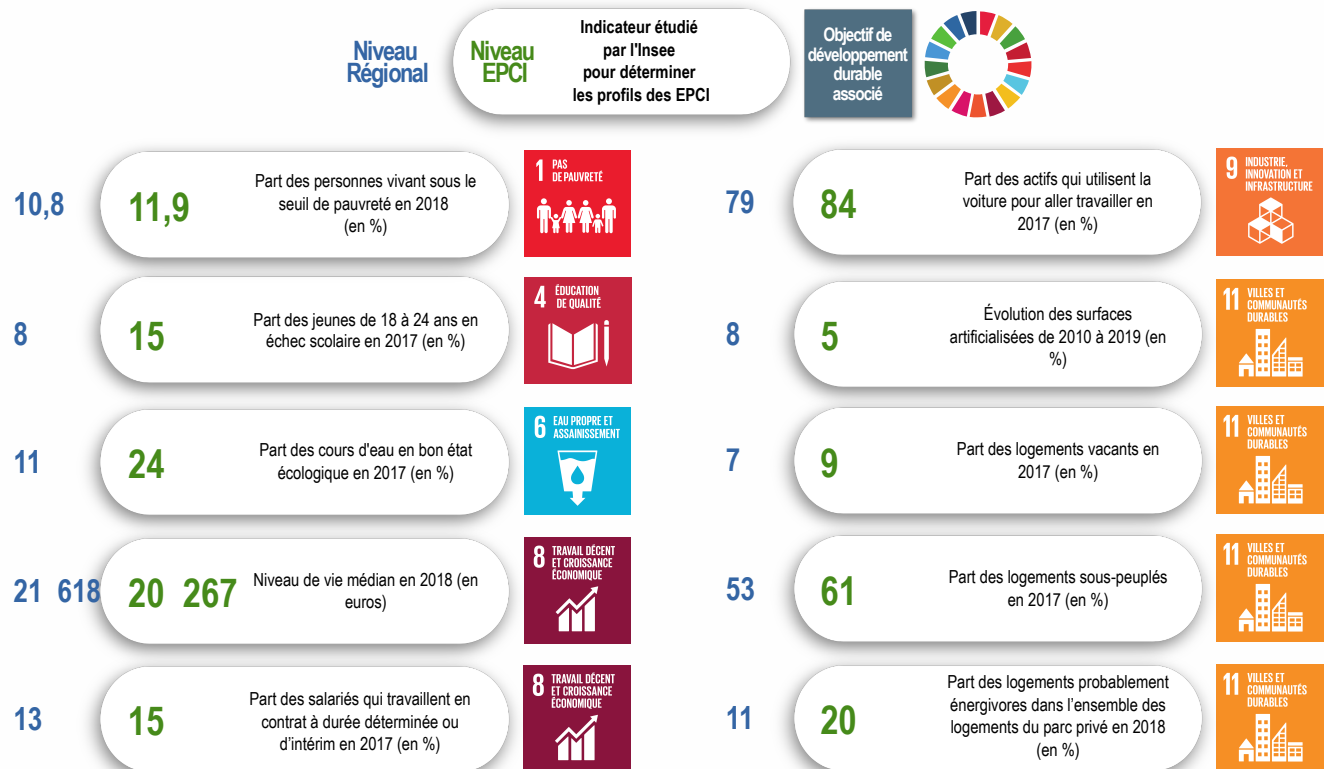 Niveau
Régional
Niveau
EPCI
Indicateur étudié
par l'Insee
pour déterminer
les profils des EPCI
Objectif de
développement
durable
associé
10,8
11,9
Part des personnes vivant sous le
seuil de pauvreté en 2018
(en %)
1 PAS
DE PAUVRETÉ
8
15
Part des jeunes de 18 à 24 ans en
échec scolaire en 2017 (en %)
4 ÉDUCATION
DE QUALITÉ
11
24
Part des cours d'eau en bon état
écologique en 2017 (en %)
6 EAU PROPRE ET
ASSAINISSEMENT
21 618
20 267
Niveau de vie médian en 2018 (en
euros)
8 TRAVAIL DÉCENT
ET CROISSANCE
ÉCONOMIQUE
13
15
Part des salariés qui travaillent en
contrat à durée déterminée ou
d’intérim en 2017 (en %)
8 TRAVAIL DÉCENT
ET CROISSANCE
ÉCONOMIQUE
79
84
Part des actifs qui utilisent la
voiture pour aller travailler en
2017 (en %)
9 INDUSTRIE,
INNOVATION ET
INFRASTRUCTURE
8
5
Évolution des surfaces
artificialisées de 2010 à 2019 (en
%)
11 VILLES ET
COMMUNAUTÉS
DURABLES
7
9
Part des logements vacants en
2017 (en %)
11 VILLES ET
COMMUNAUTÉS
DURABLES
53
61
Part des logements sous-peuplés
en 2017 (en %)
11 VILLES ET
COMMUNAUTÉS
DURABLES
11
20
Part des logements probablement
énergivores dans l’ensemble des
logements du parc privé en 2018
(en %)
11 VILLES ET
COMMUNAUTÉS
DURABLES